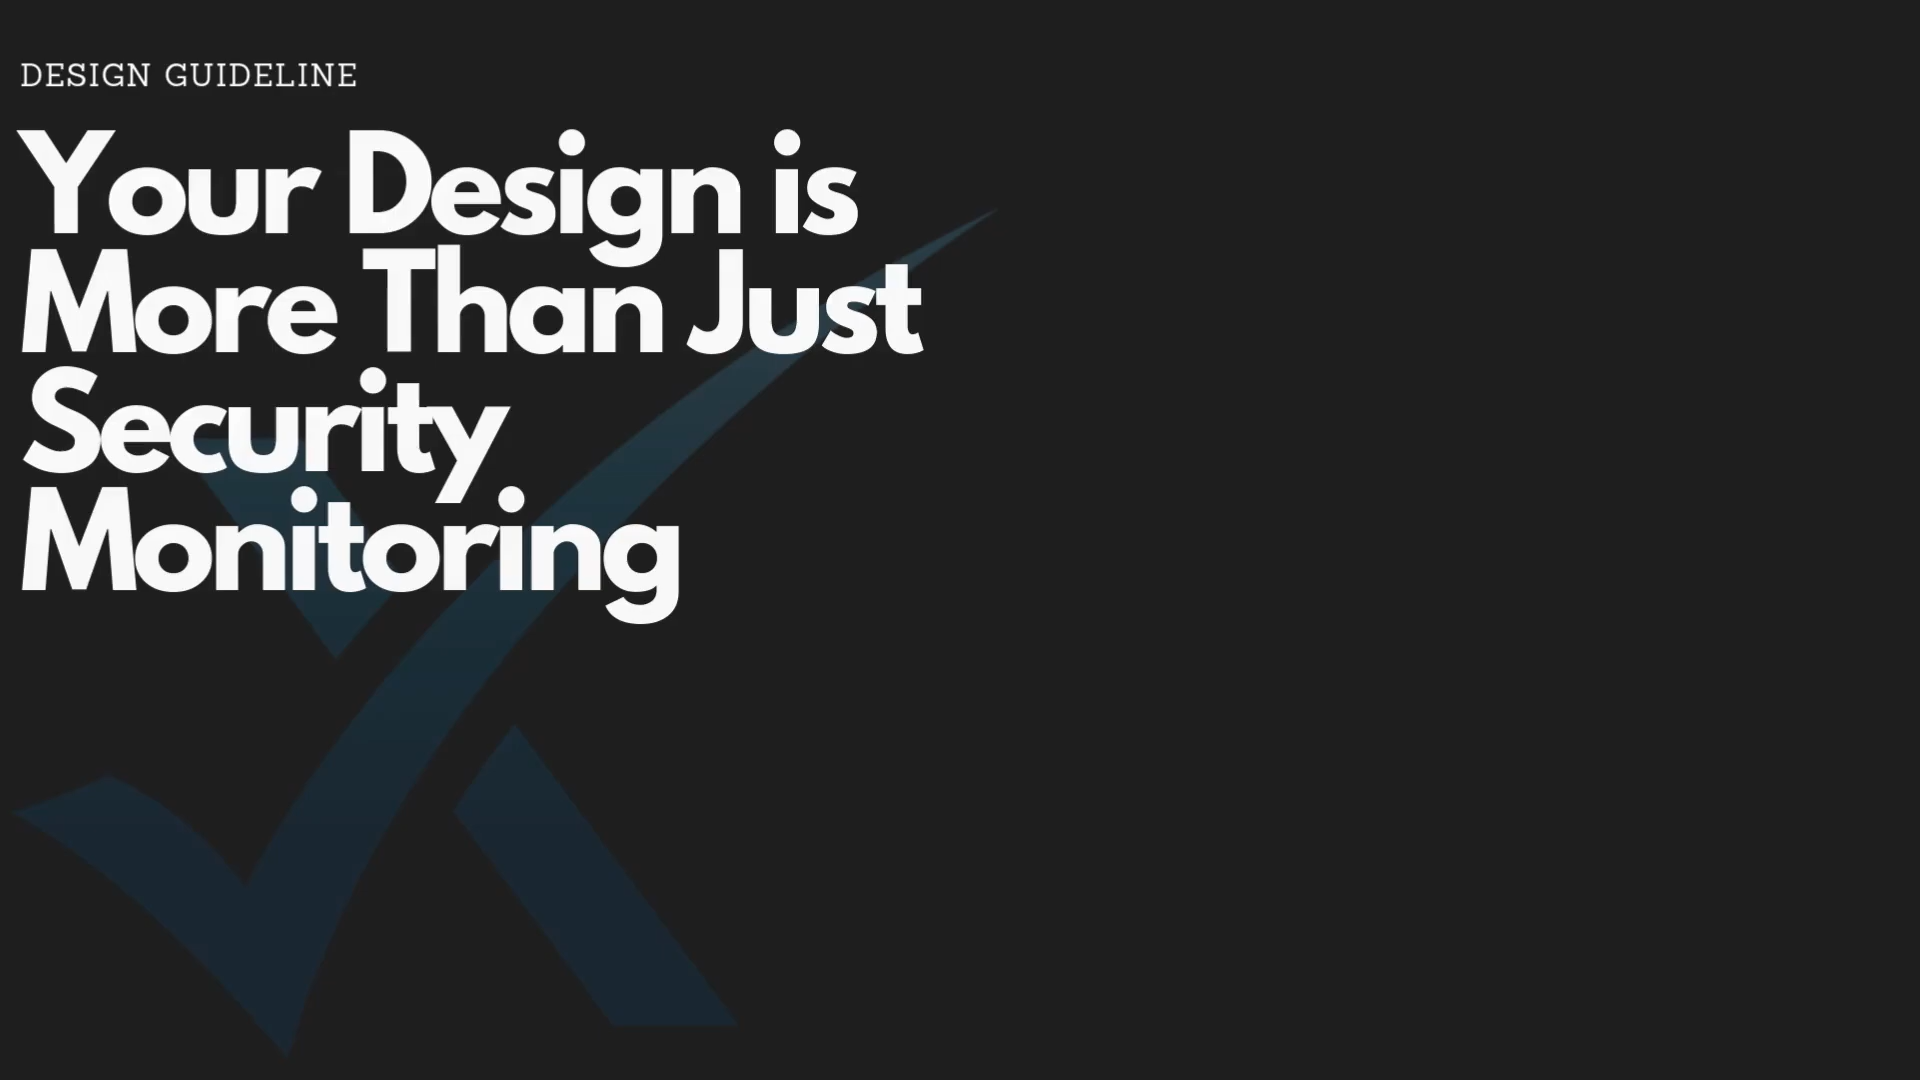 DESIGN GUIDELINE
Your Design is
More Than Just
Security
Monitoring